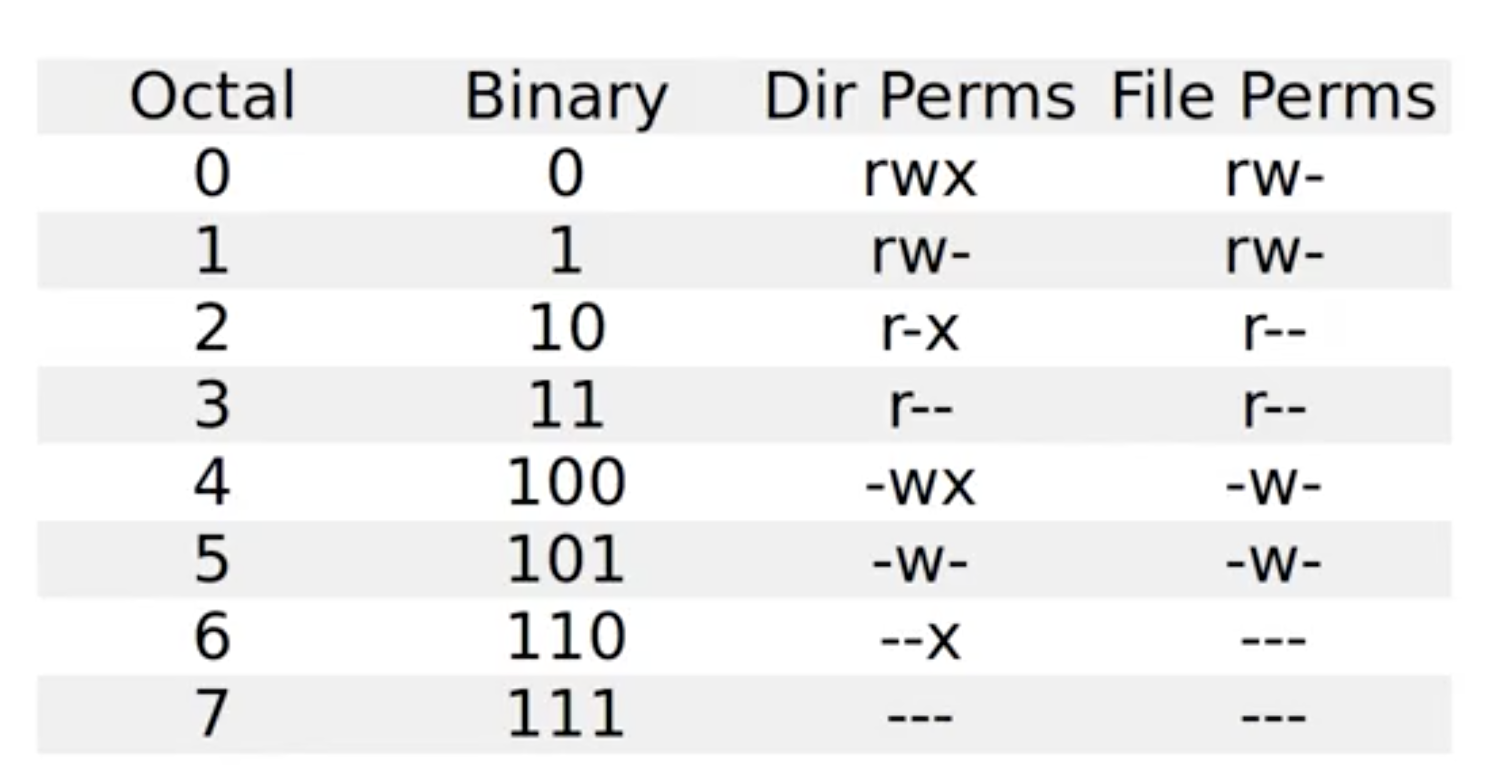 Octal Binary Dir Perms File Perms
0 0 rwx rw-
1 1 rw- rw-
2 10 r-x r--
3 11 r-- r--
4 100 -wx -w-
5 101 -w- -w-
6 110 --x ---
7 111 --- ---